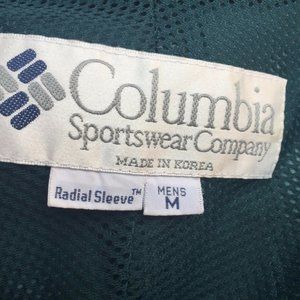 Columbia
Sportswear Company
MADE IN KOREA
Radial Sleeve™
MENS
M